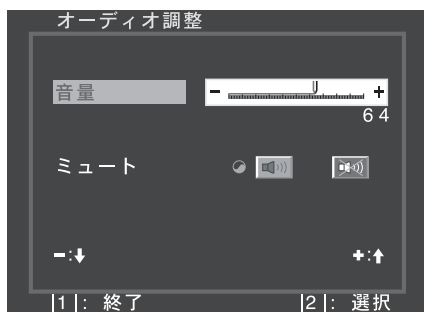 オーディオ調整
音量 - +
64
ミュート
-:↓ +:↑
|1|: 終了 |2|: 選択